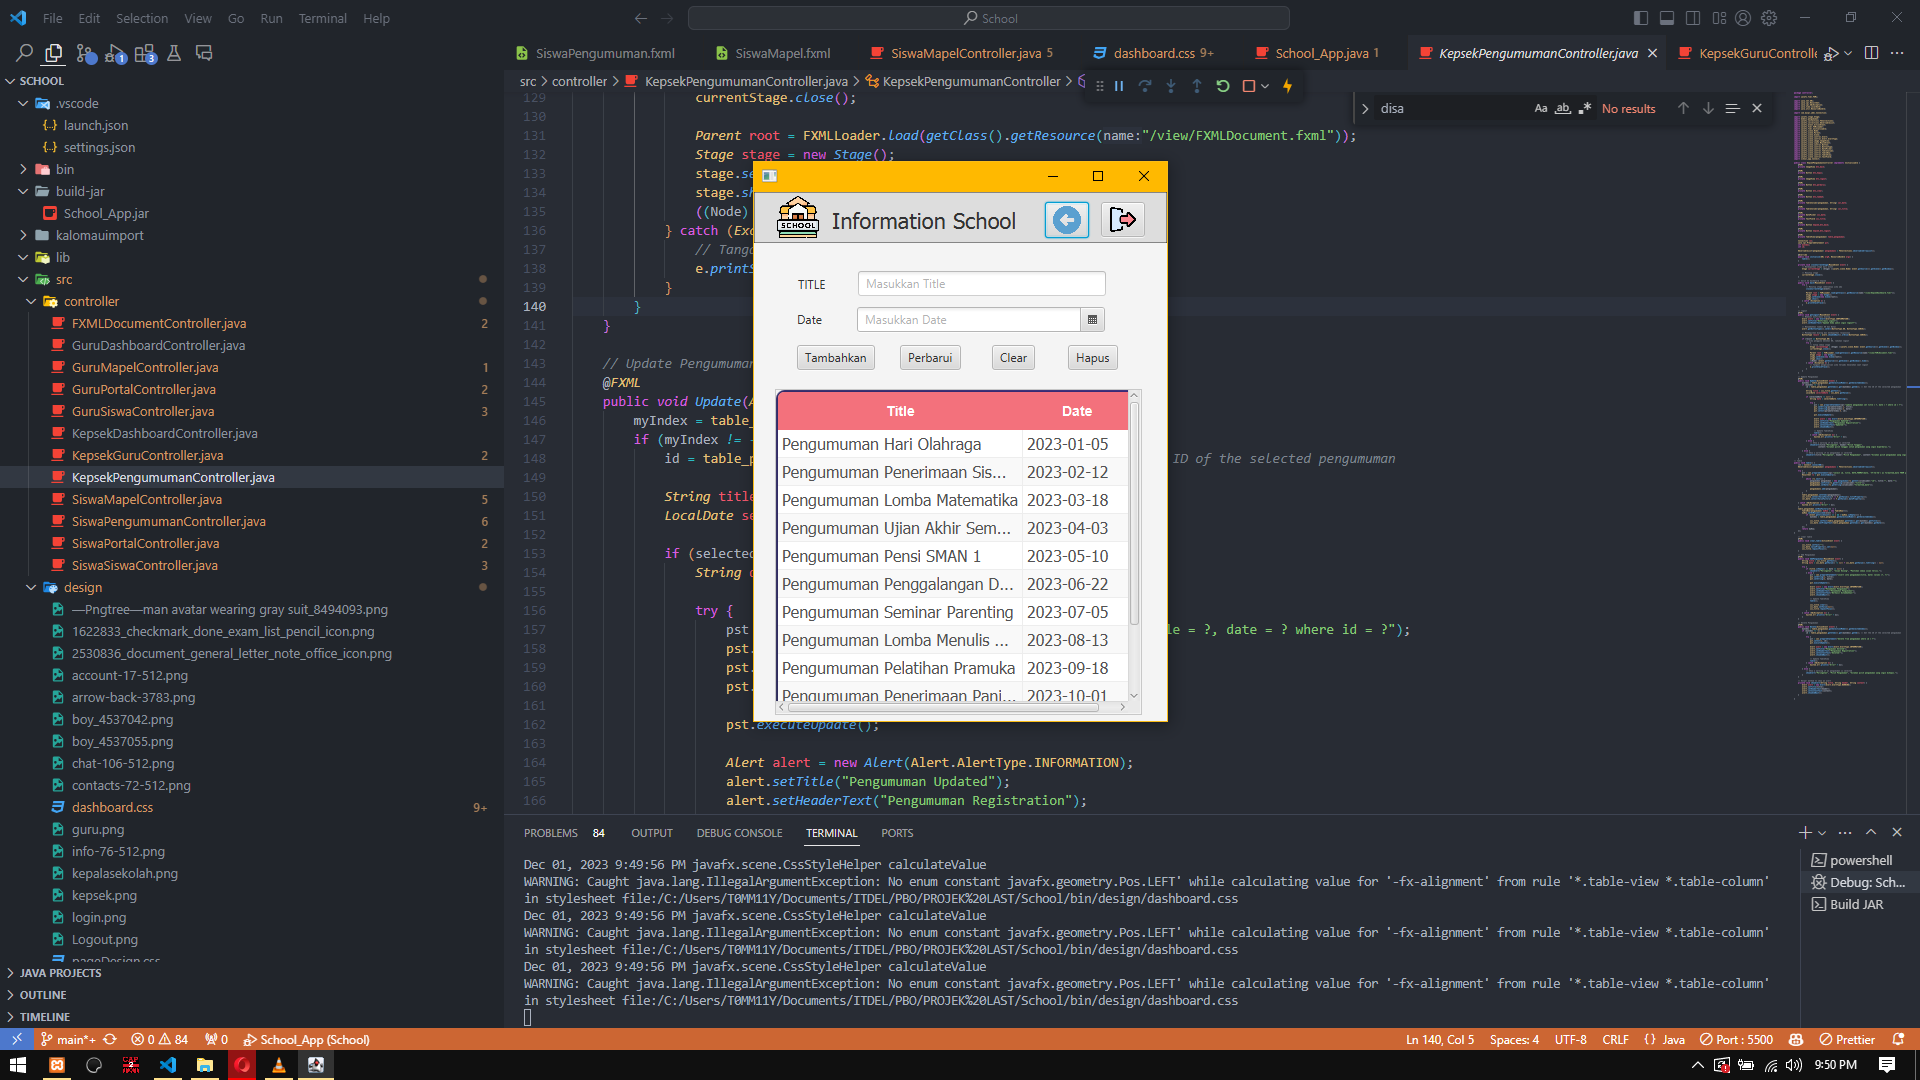 File Edit Selection View Go Run Terminal Help
School
SiswaPengumuman.fxml
SiswaMapel.fxml
SiswaMapelController.java 5
dashboard.css 9+
School_App.java 1
KepsekPengumumanController.java
KepsekGuruControlle
SCHOOL
.vscode
launch.json
settings.json
bin
build-jar
School_App.jar
kalomauimport
lib
src
controller
FXMLDocumentController.java 2
GuruDashboardController.java
GuruMapelController.java 1
GuruPortalController.java 2
GuruSiswaController.java 3
KepsekDashboardController.java
KepsekGuruController.java 2
KepsekPengumumanController.java
SiswaMapelController.java 5
SiswaPengumumanController.java 6
SiswaPortalController.java 2
SiswaSiswaController.java 3
design
—Pngtree—man avatar wearing gray suit_8494093.png
1622833_checkmark_done_exam_list_pencil_icon.png
2530836_document_general_letter_note_office_icon.png
account-17-512.png
arrow-back-3783.png
boy_4537042.png
boy_4537055.png
chat-106-512.png
contacts-72-512.png
dashboard.css 9+
guru.png
info-76-512.png
kepalasekolah.png
kepsek.png
login.png
Logout.png
pageDesign.css
JAVA PROJECTS
OUTLINE
TIMELINE
src > controller > KepsekPengumumanController.java > KepsekPengumumanController >
disa
Aa ab No results
129 currentStage.close();
130
131 Parent root = FXMLLoader.load(getClass().getResource(name:"/view/FXMLDocument.fxml"));
132 Stage stage = new Stage();
133 stage.se
134 stage.sh
135 ((Node)
136 } catch (Exc
137 // Tanga
138 e.printS
139 }
140 }
141 }
142
143 // Update Pengumuman
144 @FXML
145 public void Update(A
146 myIndex = table_
147 if (myIndex != -
148 id = table_p ID of the selected pengumuman
149
150 String title
151 LocalDate se
152
153 if (selected
154 String d
155
156 try {
157 pst le = ?, date = ? where id = ?");
158 pst.
159 pst.
160 pst.
161
162 pst.executeUpdate();
163
164 Alert alert = new Alert(Alert.AlertType.INFORMATION);
165 alert.setTitle("Pengumuman Updated");
166 alert.setHeaderText("Pengumuman Registration");
SCHOOL
Information School
TITLE Masukkan Title
Date Masukkan Date
Tambahkan Perbarui Clear Hapus
Title Date
Pengumuman Hari Olahraga 2023-01-05
Pengumuman Penerimaan Sis... 2023-02-12
Pengumuman Lomba Matematika 2023-03-18
Pengumuman Ujian Akhir Sem... 2023-04-03
Pengumuman Pensi SMAN 1 2023-05-10
Pengumuman Penggalangan D... 2023-06-22
Pengumuman Seminar Parenting 2023-07-05
Pengumuman Lomba Menulis ... 2023-08-13
Pengumuman Pelatihan Pramuka 2023-09-18
Pengumuman Penerimaan Pani... 2023-10-01
PROBLEMS 84 OUTPUT DEBUG CONSOLE TERMINAL PORTS
Dec 01, 2023 9:49:56 PM javafx.scene.CssStyleHelper calculateValue
WARNING: Caught java.lang.IllegalArgumentException: No enum constant javafx.geometry.Pos.LEFT' while calculating value for '-fx-alignment' from rule '*.table-view *.table-column'
in stylesheet file:/C:/Users/T0MM11Y/Documents/ITDEL/PBO/PROJEK%20LAST/School/bin/design/dashboard.css
Dec 01, 2023 9:49:56 PM javafx.scene.CssStyleHelper calculateValue
WARNING: Caught java.lang.IllegalArgumentException: No enum constant javafx.geometry.Pos.LEFT' while calculating value for '-fx-alignment' from rule '*.table-view *.table-column'
in stylesheet file:/C:/Users/T0MM11Y/Documents/ITDEL/PBO/PROJEK%20LAST/School/bin/design/dashboard.css
Dec 01, 2023 9:49:56 PM javafx.scene.CssStyleHelper calculateValue
WARNING: Caught java.lang.IllegalArgumentException: No enum constant javafx.geometry.Pos.LEFT' while calculating value for '-fx-alignment' from rule '*.table-view *.table-column'
in stylesheet file:/C:/Users/T0MM11Y/Documents/ITDEL/PBO/PROJEK%20LAST/School/bin/design/dashboard.css
powershell
Debug: Sch...
Build JAR
main*+ 0 84 0 School_App (School)
Ln 140, Col 5 Spaces: 4 UTF-8 CRLF {} Java Port : 5500 Prettier
9:50 PM